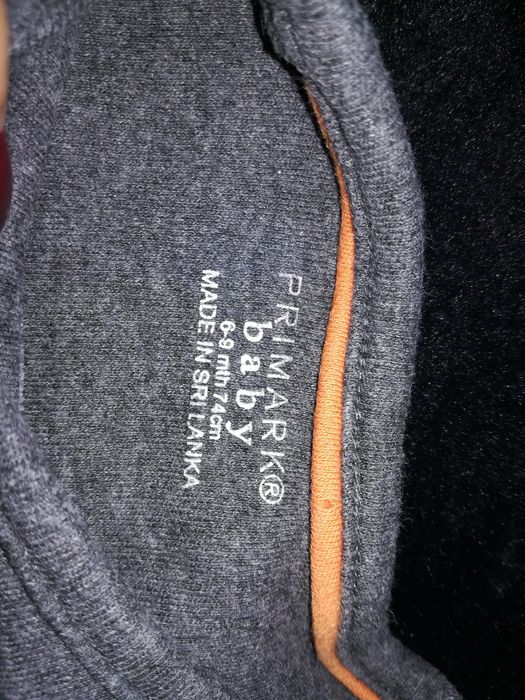 PRIMARK®
baby
6-9 mth 74cm
MADE IN SRI LANKA